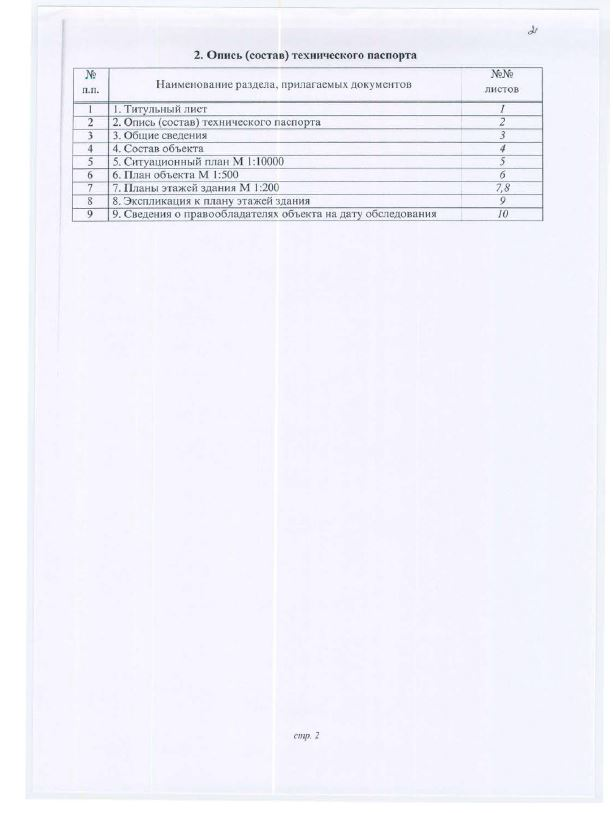 2
2. Опись (состав) технического паспорта
№ п.п. Наименование раздела, прилагаемых документов №№ листов
1 1. Титульный лист 1
2 2. Опись (состав) технического паспорта 2
3 3. Общие сведения 3
4 4. Состав объекта 4
5 5. Ситуационный план М 1:10000 5
6 6. План объекта М 1:500 6
7 7. Планы этажей здания М 1:200 7,8
8 8. Экспликация к плану этажей здания 9
9 9. Сведения о правообладателях объекта на дату обследования 10
стр. 2